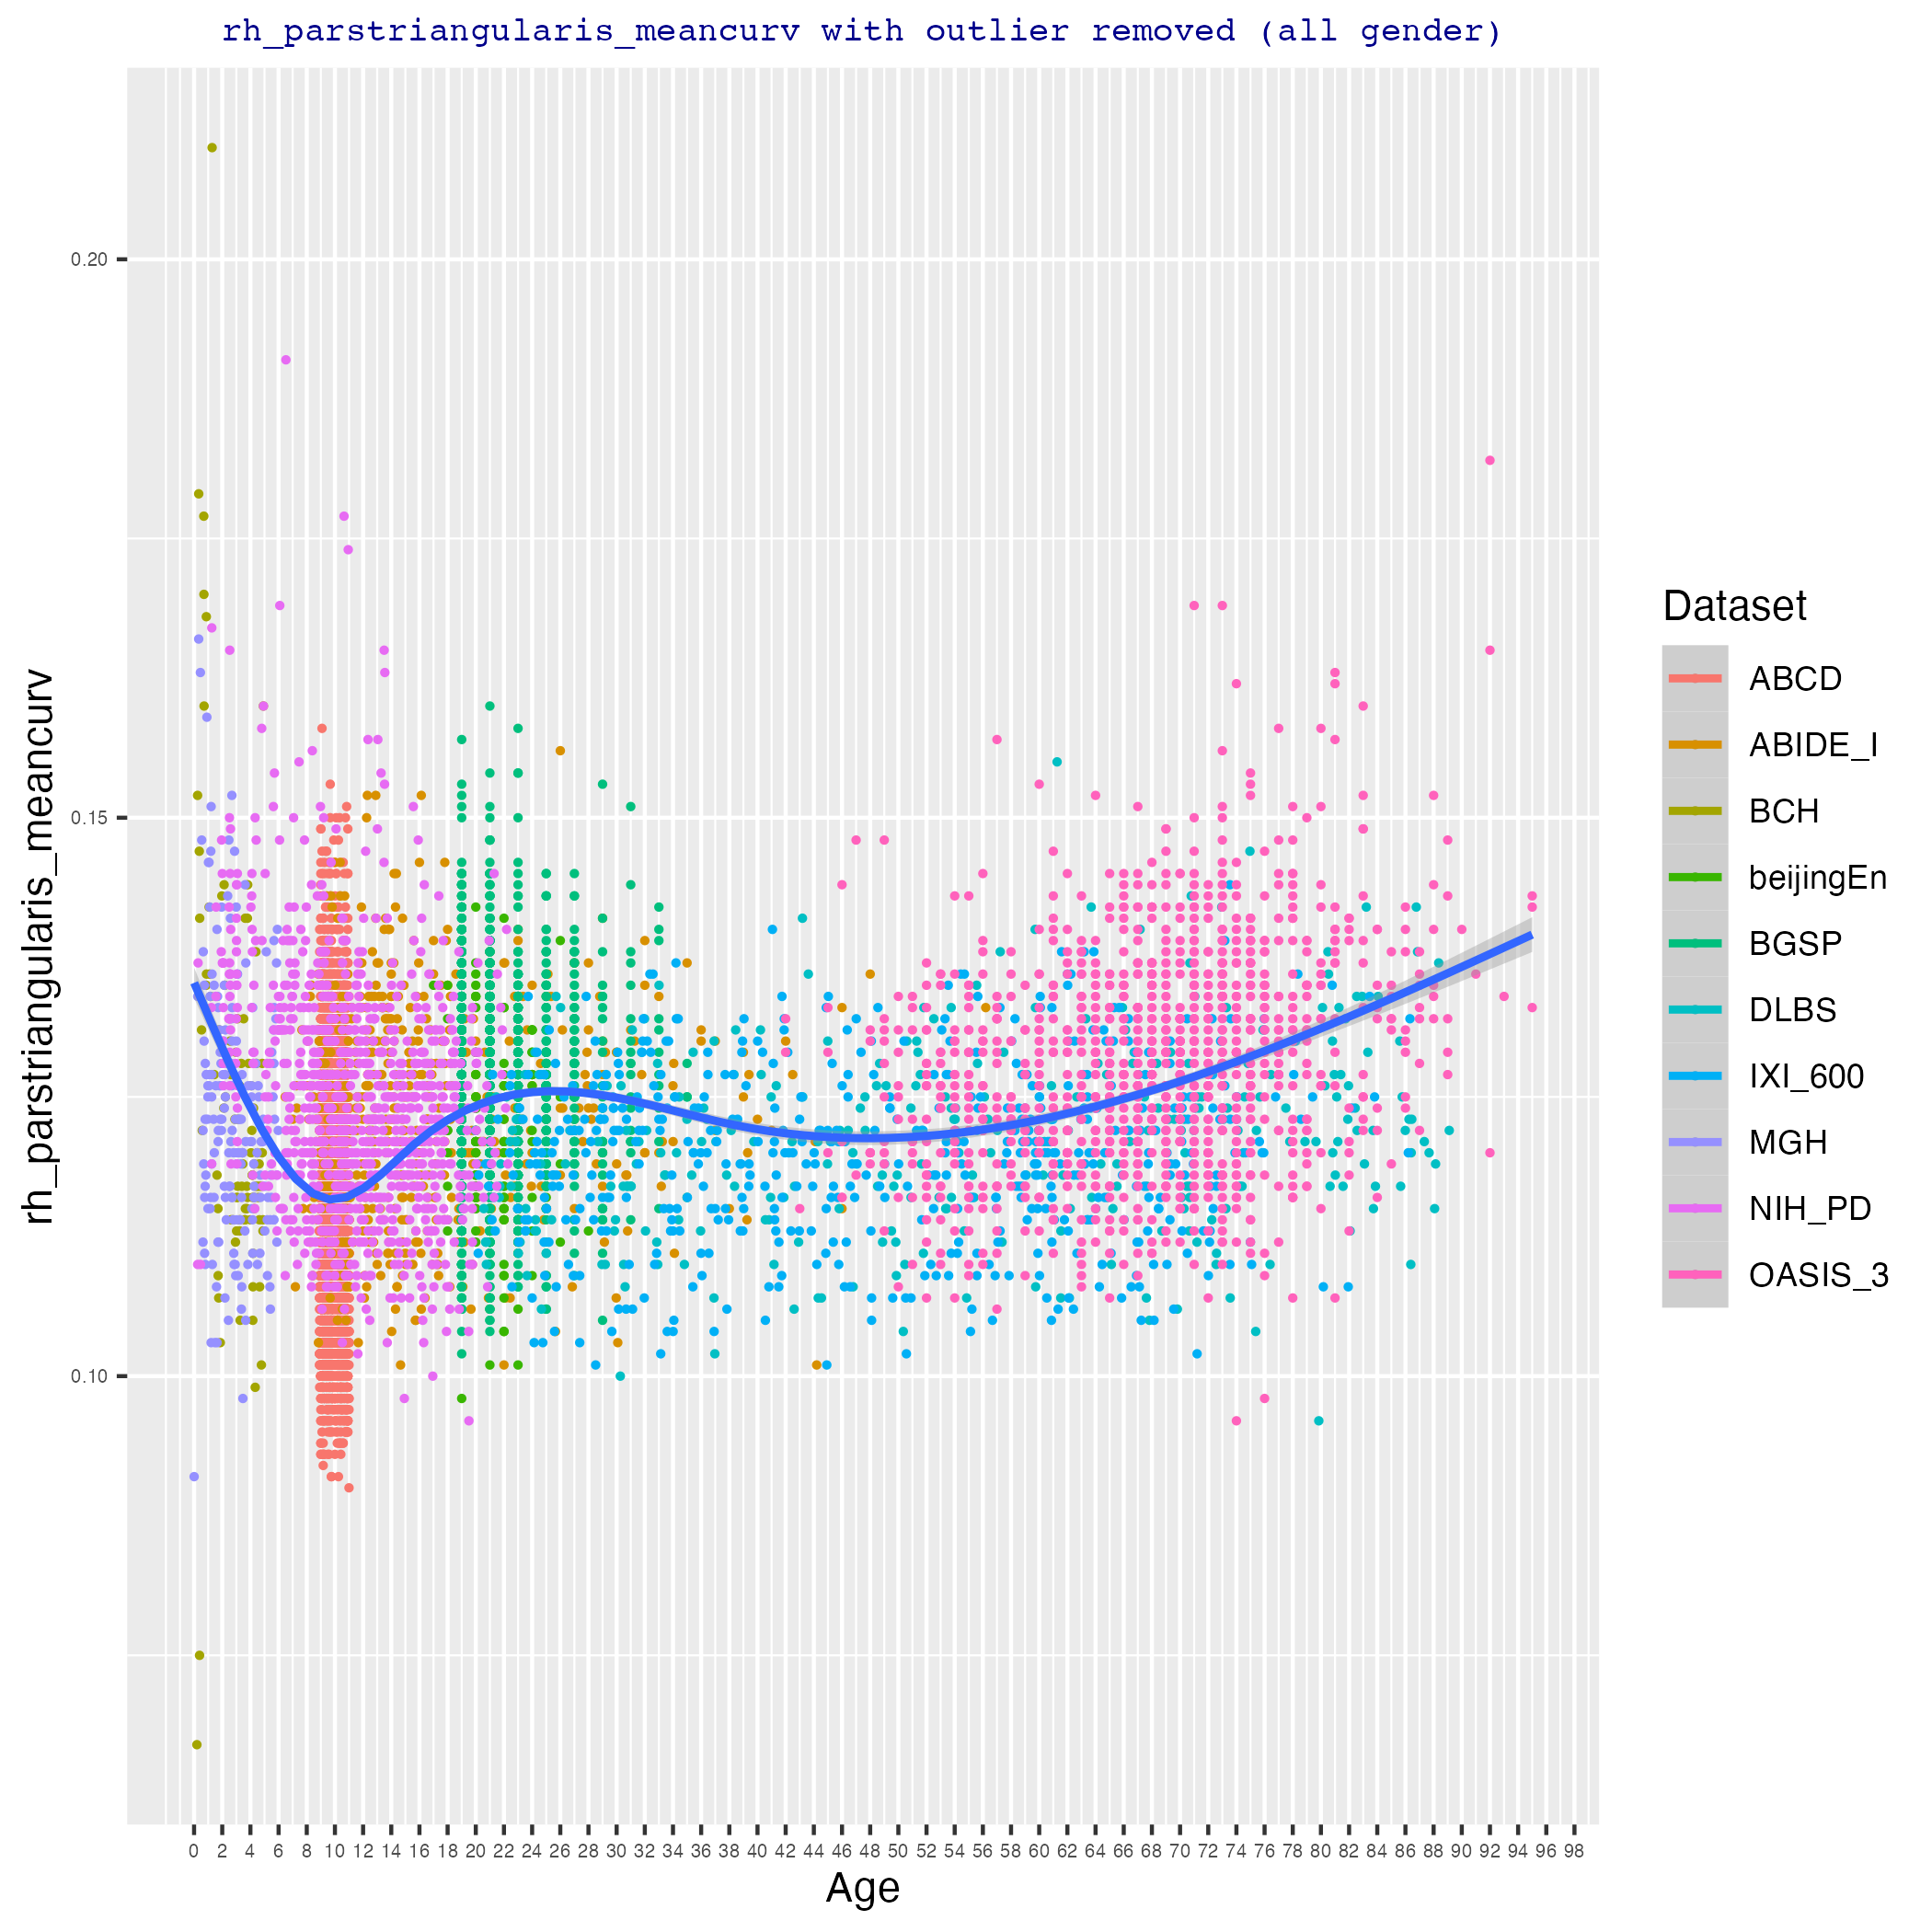 rh_parstriangularis_meancurv with outlier removed (all gender)
rh_parstriangularis_meancurv
0.20
0.15
0.10
0 2 4 6 8 10 12 14 16 18 20 22 24 26 28 30 32 34 36 38 40 42 44 46 48 50 52 54 56 58 60 62 64 66 68 70 72 74 76 78 80 82 84 86 88 90 92 94 96 98
Age
Dataset
ABCD
ABIDE_I
BCH
beijingEn
BGSP
DLBS
IXI_600
MGH
NIH_PD
OASIS_3